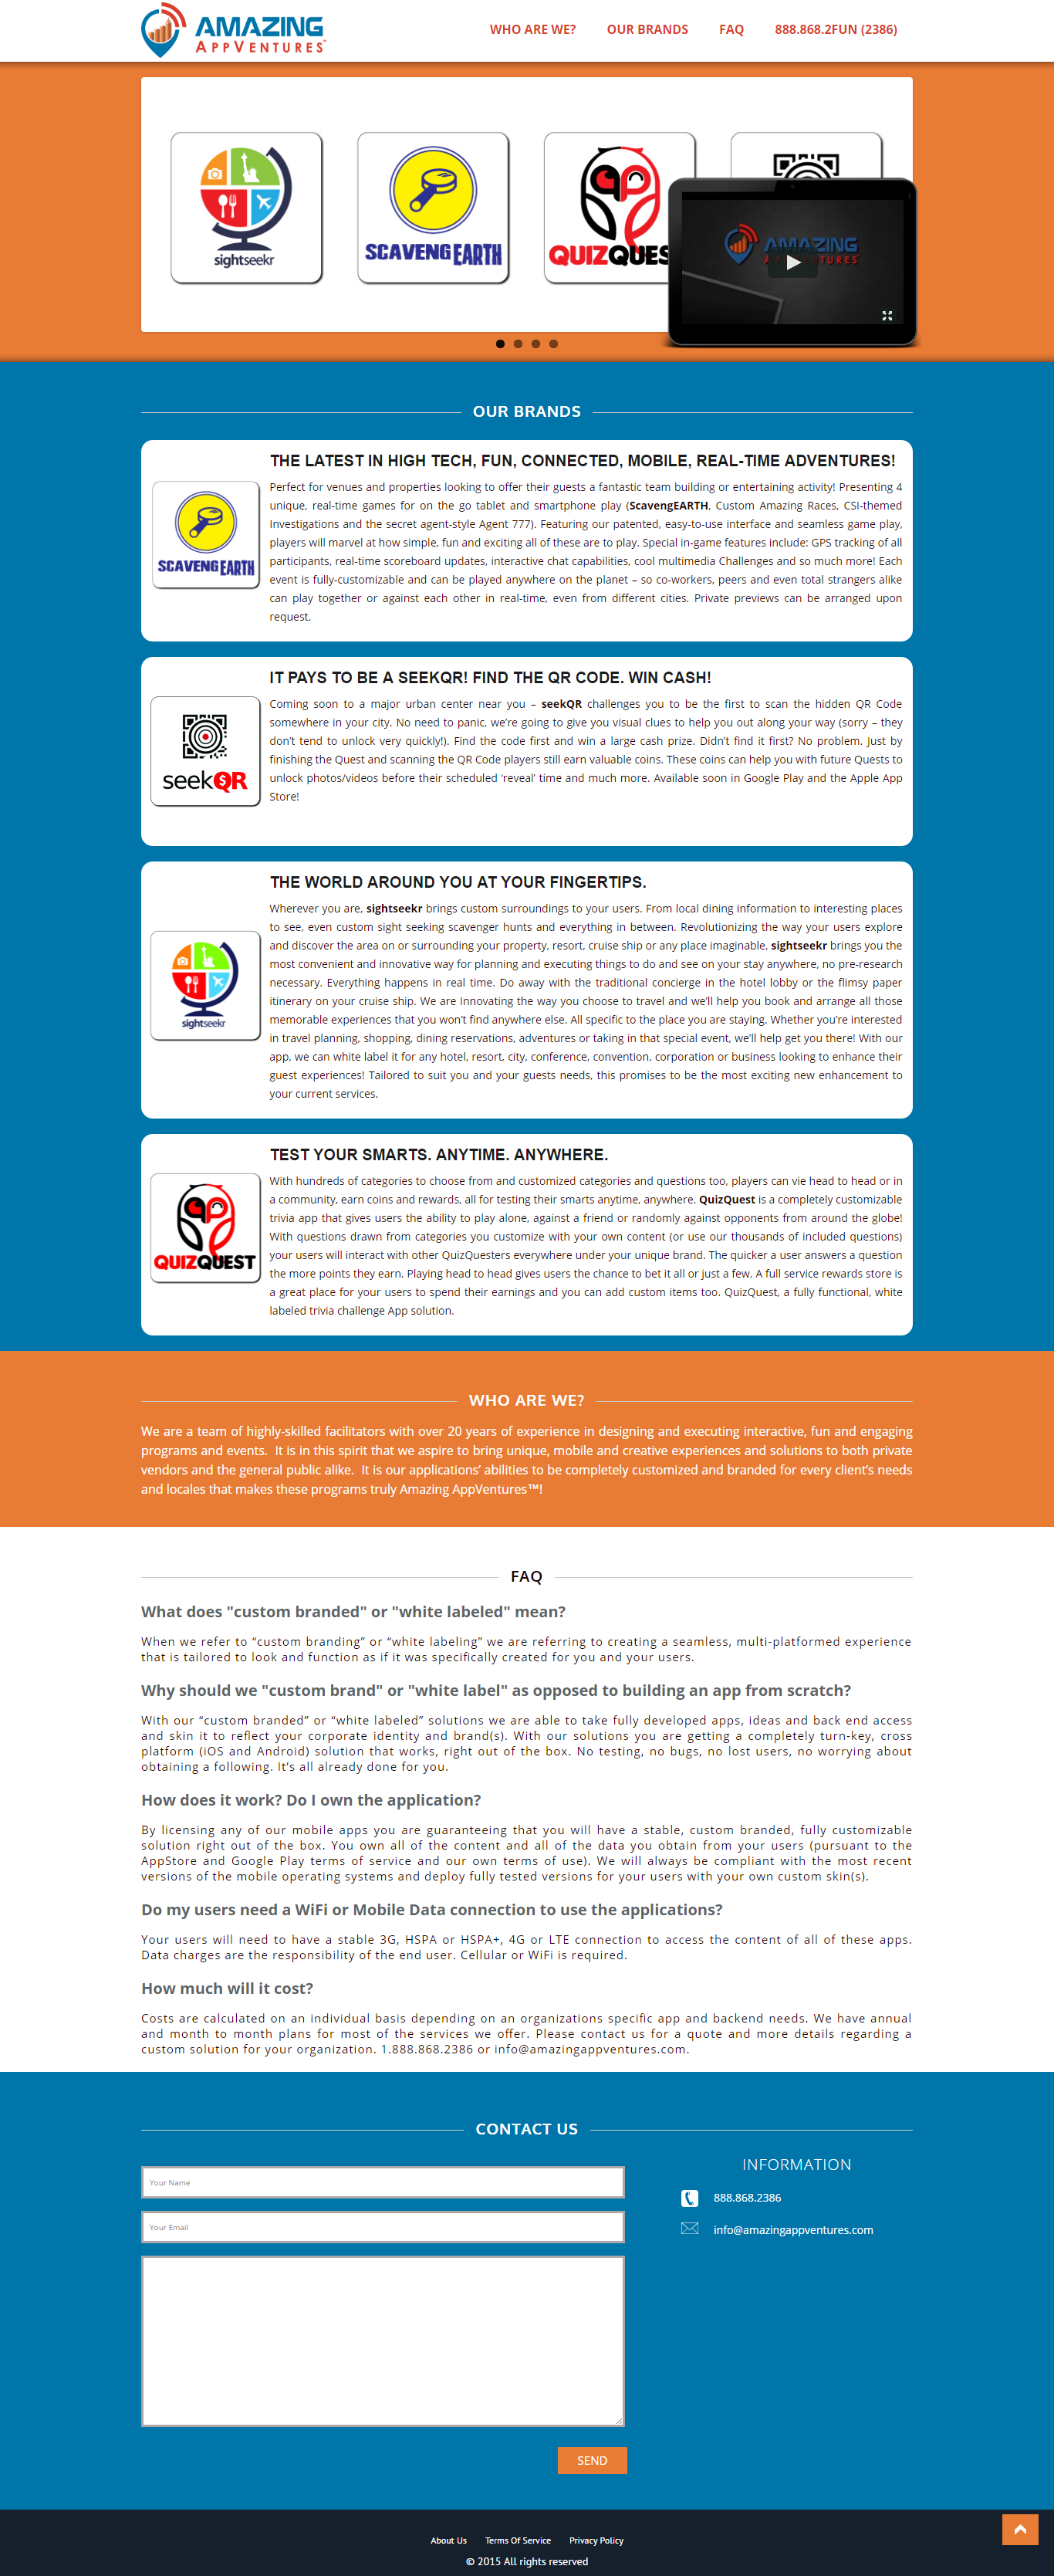 AMAZING
APPVENTURES™
WHO ARE WE? OUR BRANDS FAQ 888.868.2FUN (2386)
sightseekr
SCAVENGEARTH
QUIZQUES
AMAZING
APPVENTURES
OUR BRANDS
THE LATEST IN HIGH TECH, FUN, CONNECTED, MOBILE, REAL-TIME ADVENTURES!
SCAVENGEARTH
Perfect for venues and properties looking to offer their guests a fantastic team building or entertaining activity! Presenting 4
unique, real-time games for on the go tablet and smartphone play (ScavengEARTH, Custom Amazing Races, CSI-themed
Investigations and the secret agent-style Agent 777). Featuring our patented, easy-to-use interface and seamless game play,
players will marvel at how simple, fun and exciting all of these are to play. Special in-game features include: GPS tracking of all
participants, real-time scoreboard updates, interactive chat capabilities, cool multimedia Challenges and so much more! Each
event is fully-customizable and can be played anywhere on the planet – so co-workers, peers and even total strangers alike
can play together or against each other in real-time, even from different cities. Private previews can be arranged upon
request.
IT PAYS TO BE A SEEKQR! FIND THE QR CODE. WIN CASH!
seekQR
Coming soon to a major urban center near you – seekQR challenges you to be the first to scan the hidden QR Code
somewhere in your city. No need to panic, we're going to give you visual clues to help you out along your way (sorry – they
don't tend to unlock very quickly!). Find the code first and win a large cash prize. Didn't find it first? No problem. Just by
finishing the Quest and scanning the QR Code players still earn valuable coins. These coins can help you with future Quests to
unlock photos/videos before their scheduled 'reveal' time and much more. Available soon in Google Play and the Apple App
Store!
THE WORLD AROUND YOU AT YOUR FINGERTIPS.
sightseekr
Wherever you are, sightseekr brings custom surroundings to your users. From local dining information to interesting places
to see, even custom sight seeking scavenger hunts and everything in between. Revolutionizing the way your users explore
and discover the area on or surrounding your property, resort, cruise ship or any place imaginable, sightseekr brings you the
most convenient and innovative way for planning and executing things to do and see on your stay anywhere, no pre-research
necessary. Everything happens in real time. Do away with the traditional concierge in the hotel lobby or the flimsy paper
itinerary on your cruise ship. We are Innovating the way you choose to travel and we'll help you book and arrange all those
memorable experiences that you won't find anywhere else. All specific to the place you are staying. Whether you're interested
in travel planning, shopping, dining reservations, adventures or taking in that special event, we'll help get you there! With our
app, we can white label it for any hotel, resort, city, conference, convention, corporation or business looking to enhance their
guest experiences! Tailored to suit you and your guests needs, this promises to be the most exciting new enhancement to
your current services.
TEST YOUR SMARTS. ANYTIME. ANYWHERE.
QUIZQUEST
With hundreds of categories to choose from and customized categories and questions too, players can vie head to head or in
a community, earn coins and rewards, all for testing their smarts anytime, anywhere. QuizQuest is a completely customizable
trivia app that gives users the ability to play alone, against a friend or randomly against opponents from around the globe!
With questions drawn from categories you customize with your own content (or use our thousands of included questions)
your users will interact with other QuizQuesters everywhere under your unique brand. The quicker a user answers a question
the more points they earn. Playing head to head gives users the chance to bet it all or just a few. A full service rewards store is
a great place for your users to spend their earnings and you can add custom items too. QuizQuest, a fully functional, white
labeled trivia challenge App solution.
WHO ARE WE?
We are a team of highly-skilled facilitators with over 20 years of experience in designing and executing interactive, fun and engaging
programs and events. It is in this spirit that we aspire to bring unique, mobile and creative experiences and solutions to both private
vendors and the general public alike. It is our applications' abilities to be completely customized and branded for every client's needs
and locales that makes these programs truly Amazing AppVentures™!
FAQ
What does "custom branded" or "white labeled" mean?
When we refer to “custom branding” or “white labeling” we are referring to creating a seamless, multi-platformed experience
that is tailored to look and function as if it was specifically created for you and your users.
Why should we "custom brand" or "white label" as opposed to building an app from scratch?
With our “custom branded” or “white labeled” solutions we are able to take fully developed apps, ideas and back end access
and skin it to reflect your corporate identity and brand(s). With our solutions you are getting a completely turn-key, cross
platform (iOS and Android) solution that works, right out of the box. No testing, no bugs, no lost users, no worrying about
obtaining a following. It's all already done for you.
How does it work? Do I own the application?
By licensing any of our mobile apps you are guaranteeing that you will have a stable, custom branded, fully customizable
solution right out of the box. You own all of the content and all of the data you obtain from your users (pursuant to the
AppStore and Google Play terms of service and our own terms of use). We will always be compliant with the most recent
versions of the mobile operating systems and deploy fully tested versions for your users with your own custom skin(s).
Do my users need a WiFi or Mobile Data connection to use the applications?
Your users will need to have a stable 3G, HSPA or HSPA+, 4G or LTE connection to access the content of all of these apps.
Data charges are the responsibility of the end user. Cellular or WiFi is required.
How much will it cost?
Costs are calculated on an individual basis depending on an organizations specific app and backend needs. We have annual
and month to month plans for most of the services we offer. Please contact us for a quote and more details regarding a
custom solution for your organization. 1.888.868.2386 or info@amazingappventures.com.
CONTACT US
Your Name
Your Email
SEND
INFORMATION
888.868.2386
info@amazingappventures.com
About Us Terms Of Service Privacy Policy
© 2015 All rights reserved